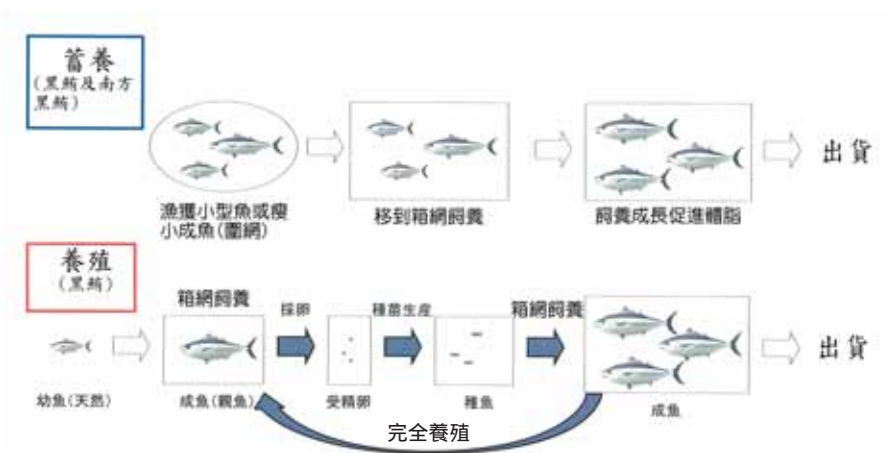 蓄養
(黑鮪及南方
黑鮪)
漁獲小型魚或瘦
小成魚(圍網)
移到箱網飼養
飼養成長促進體脂
出貨
養殖
(黑鮪)
箱網飼養
採卵
種苗生産
箱網飼養
出貨
幼魚(天然)
成魚(親魚)
受精卵
稚魚
成魚
完全養殖